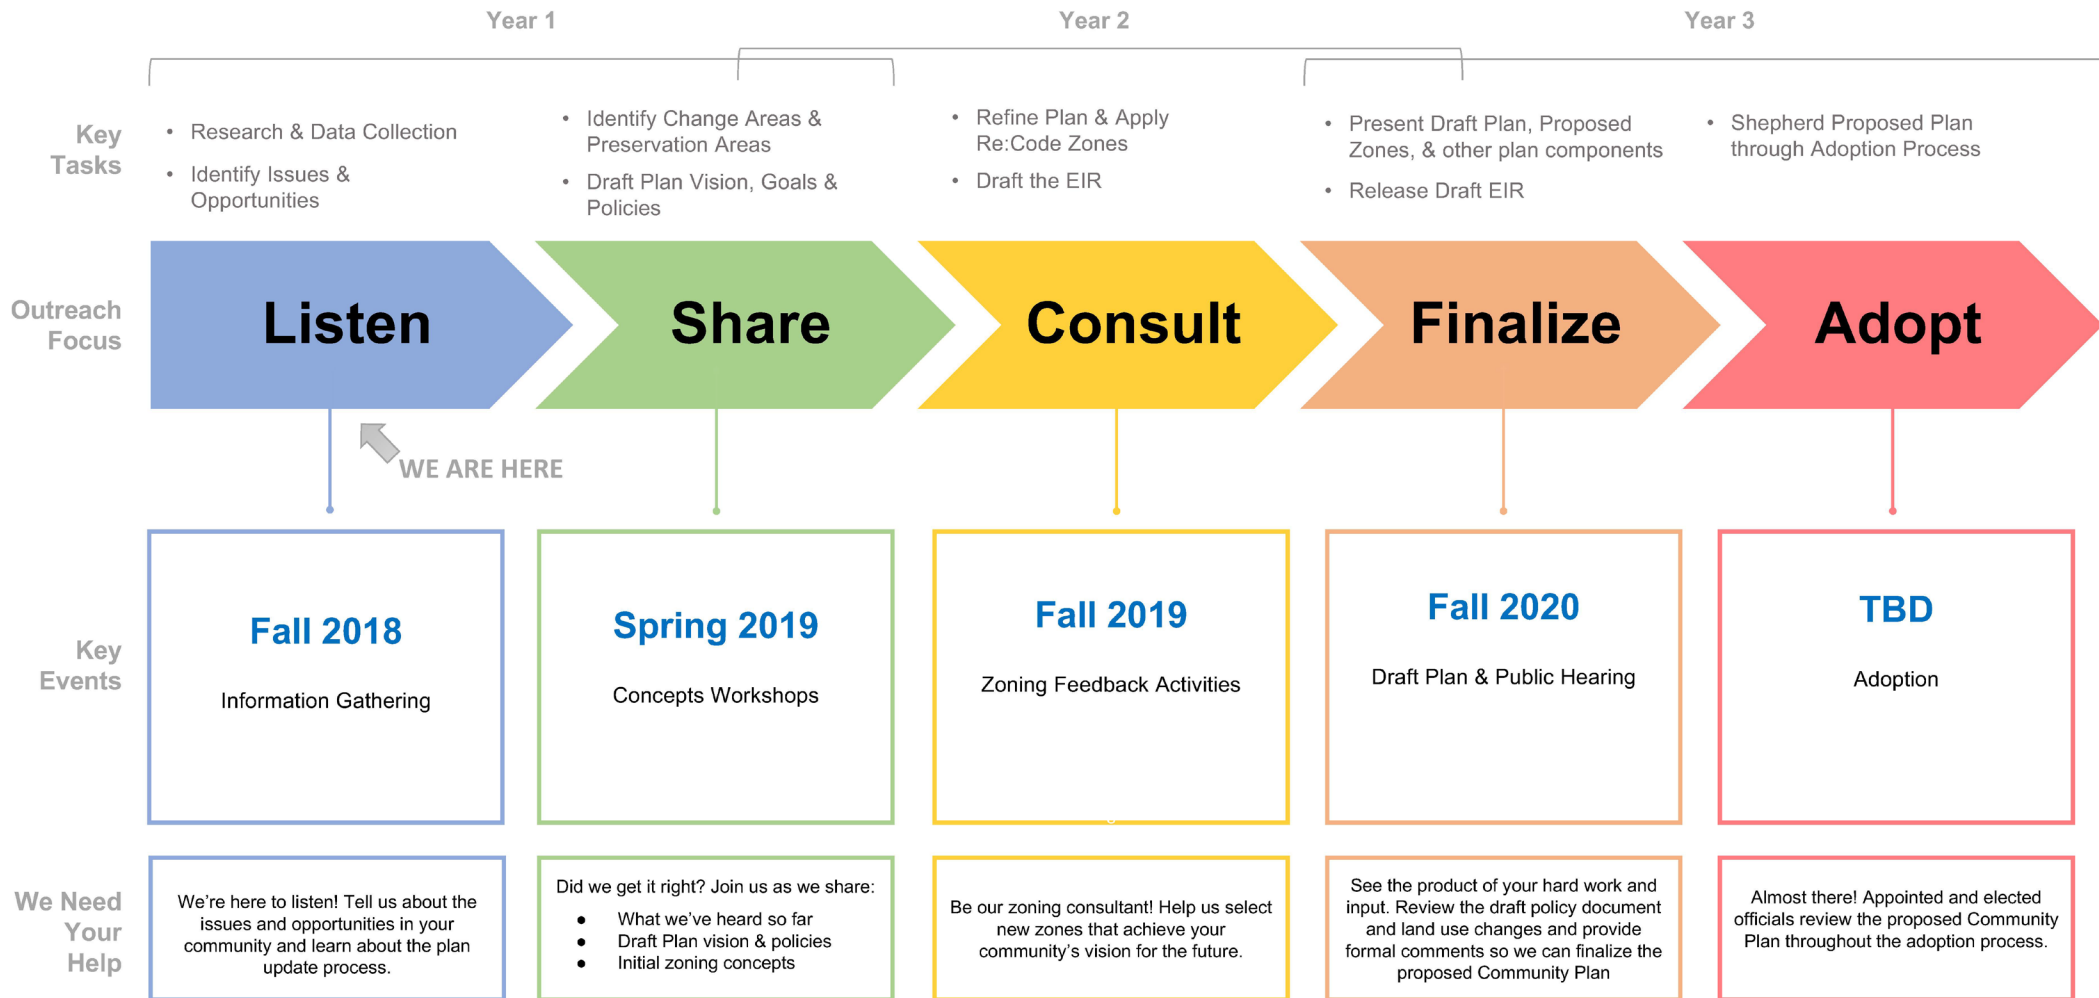 Year 1
Year 2
Year 3
Key
Tasks
• Research & Data Collection
• Identify Issues &
Opportunities
• Identify Change Areas &
Preservation Areas
• Draft Plan Vision, Goals &
Policies
• Refine Plan & Apply
Re:Code Zones
• Draft the EIR
• Present Draft Plan, Proposed
Zones, & other plan components
• Release Draft EIR
• Shepherd Proposed Plan
through Adoption Process
Outreach
Focus
Listen
Share
Consult
Finalize
Adopt
WE ARE HERE
Key
Events
Fall 2018
Information Gathering
Spring 2019
Concepts Workshops
Fall 2019
Zoning Feedback Activities
Fall 2020
Draft Plan & Public Hearing
TBD
Adoption
We Need
Your
Help
We're here to listen! Tell us about the
issues and opportunities in your
community and learn about the plan
update process.
Did we get it right? Join us as we share:
● What we've heard so far
● Draft Plan vision & policies
● Initial zoning concepts
Be our zoning consultant! Help us select
new zones that achieve your
community's vision for the future.
See the product of your hard work and
input. Review the draft policy document
and land use changes and provide
formal comments so we can finalize the
proposed Community Plan
Almost there! Appointed and elected
officials review the proposed Community
Plan throughout the adoption process.